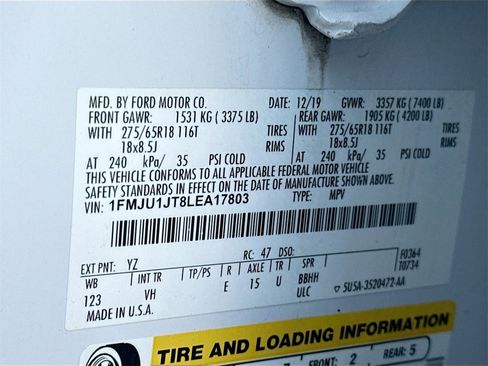 MFD. BY FORD MOTOR CO. DATE: 12/19 GVWR: 3357 KG ( 7400 LB)
FRONT GAWR: 1531 KG ( 3375 LB) REAR GAWR: 1905 KG ( 4200 LB)
WITH 275/65R18 116T TIRES WITH 275/65R18 116T TIRES
18x8.5J RIMS 18x8.5J RIMS
AT 240 kPa/ 35 PSI COLD AT 240 kPa/ 35 PSI COLD
THIS VEHICLE CONFORMS TO ALL APPLICABLE FEDERAL MOTOR VEHICLE
SAFETY STANDARDS IN EFFECT ON THE DATE OF MANUFACTURE SHOWN ABOVE.
VIN: 1FMJU1JT8LEA17803 TYPE: MPV
F0364
EXT PNT: YZ RC: 47 DSO: T0734
WB INT TR TP/PS R AXLE TR SPR
123 VH E 15 U BBHH
ULC 5U5A-3520472-AA
MADE IN U.S.A.
TIRE AND LOADING INFORMATION
FRONT: 2 REAR: 5